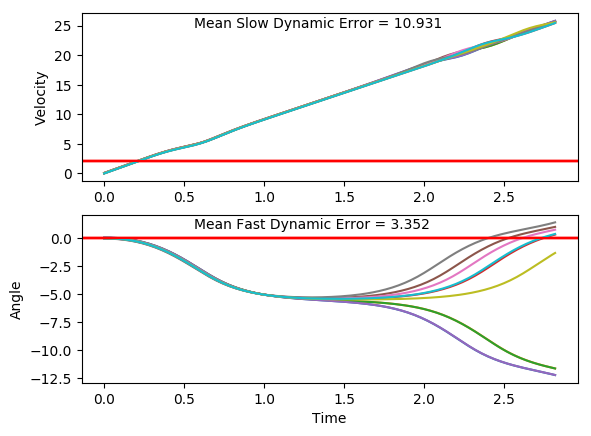 Mean Slow Dynamic Error = 10.931
25
20
15
10
5
0
Velocity
0.0 0.5 1.0 1.5 2.0 2.5
Mean Fast Dynamic Error = 3.352
0.0
−2.5
−5.0
−7.5
−10.0
−12.5
Angle
0.0 0.5 1.0 1.5 2.0 2.5
Time